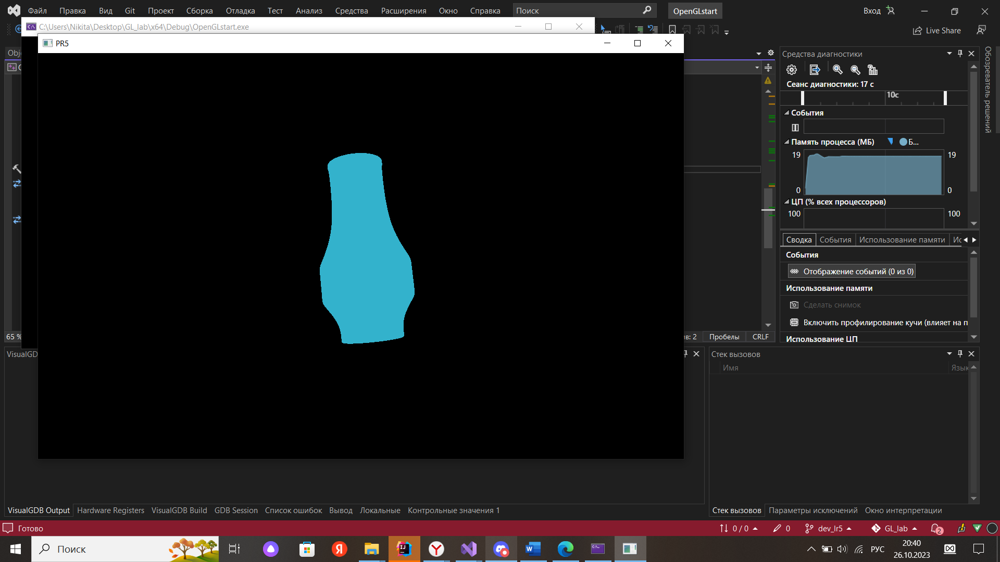 Файл Правка Вид Git Проект Сборка Отладка Тест Анализ Средства Расширения Окно Справка Поиск OpenGLstart Вход
C:\Users\Nikita\Desktop\GL_lab\x64\Debug\OpenGLstart.exe
Live Share
PR5
Средства диагностики
Обозреватель решений
Сеанс диагностики: 17 с
10с
События
Память процесса (МБ) Б...
19 19
0 0
ЦП (% всех процессоров)
100 100
Сводка События Использование памяти Ис
События
Отображение событий (0 из 0)
Использование памяти
Сделать снимок
Включить профилирование кучи (влияет на п
Использование ЦП
65 % Пробелы CRLF
VisualGD Стек вызовов
Имя Язык
VisualGDB Output Hardware Registers VisualGDB Build GDB Session Список ошибок Вывод Локальные Контрольные значения 1 Стек вызовов Параметры исключений Окно интерпретации
Готово 0 / 0 0 dev_lr5 GL_lab 2
Поиск РУС 20:40
26.10.2023